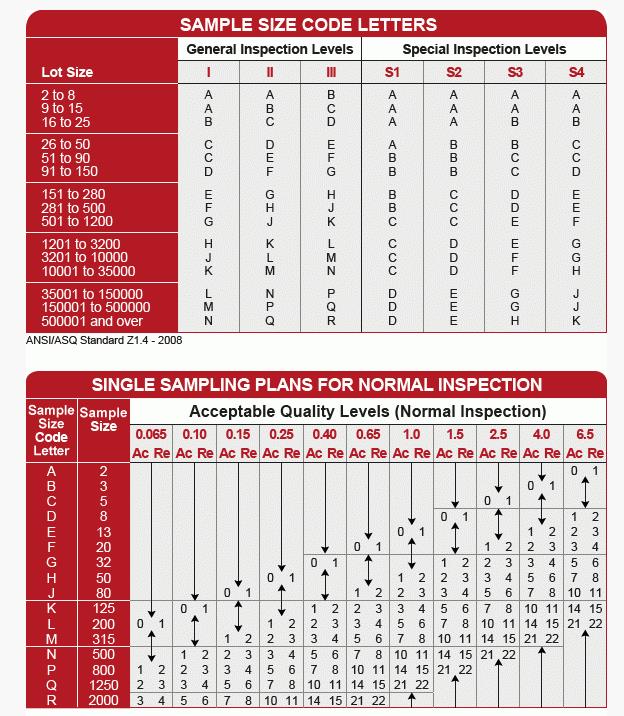 SAMPLE SIZE CODE LETTERS
General Inspection Levels Special Inspection Levels
Lot Size I II III S1 S2 S3 S4
2 to 8 A A B A A A A
9 to 15 A B C A A A A
16 to 25 B C D A A B B
26 to 50 C D E A B B C
51 to 90 C E F B B C C
91 to 150 D F G B B C D
151 to 280 E G H B C D E
281 to 500 F H J B C D E
501 to 1200 G J K C C E F
1201 to 3200 H K L C D E G
3201 to 10000 J L M C D F G
10001 to 35000 K M N C D F H
35001 to 150000 L N P D E G J
150001 to 500000 M P Q D E G J
500001 and over N Q R D E H K
ANSI/ASQ Standard Z1.4 - 2008
SINGLE SAMPLING PLANS FOR NORMAL INSPECTION
Sample Size Code Letter Sample Size Acceptable Quality Levels (Normal Inspection)
0.065 0.10 0.15 0.25 0.40 0.65 1.0 1.5 2.5 4.0 6.5
Ac Re Ac Re Ac Re Ac Re Ac Re Ac Re Ac Re Ac Re Ac Re Ac Re Ac Re
A 2 0 1
B 3 0 1
C 5 0 1
D 8 0 1 1 2
E 13 0 1 1 2 2 3
F 20 0 1 1 2 2 3 3 4
G 32 0 1 1 2 2 3 3 4 5 6
H 50 0 1 1 2 2 3 3 4 5 6 7 8
J 80 0 1 1 2 2 3 3 4 5 6 7 8 10 11
K 125 0 1 1 2 2 3 3 4 5 6 7 8 10 11 14 15
L 200 0 1 1 2 2 3 3 4 5 6 7 8 10 11 14 15 21 22
M 315 1 2 2 3 3 4 5 6 7 8 10 11 14 15 21 22
N 500 1 2 2 3 3 4 5 6 7 8 10 11 14 15 21 22
P 800 1 2 2 3 3 4 5 6 7 8 10 11 14 15 21 22
Q 1250 2 3 3 4 5 6 7 8 10 11 14 15 21 22
R 2000 3 4 5 6 7 8 10 11 14 15 21 22